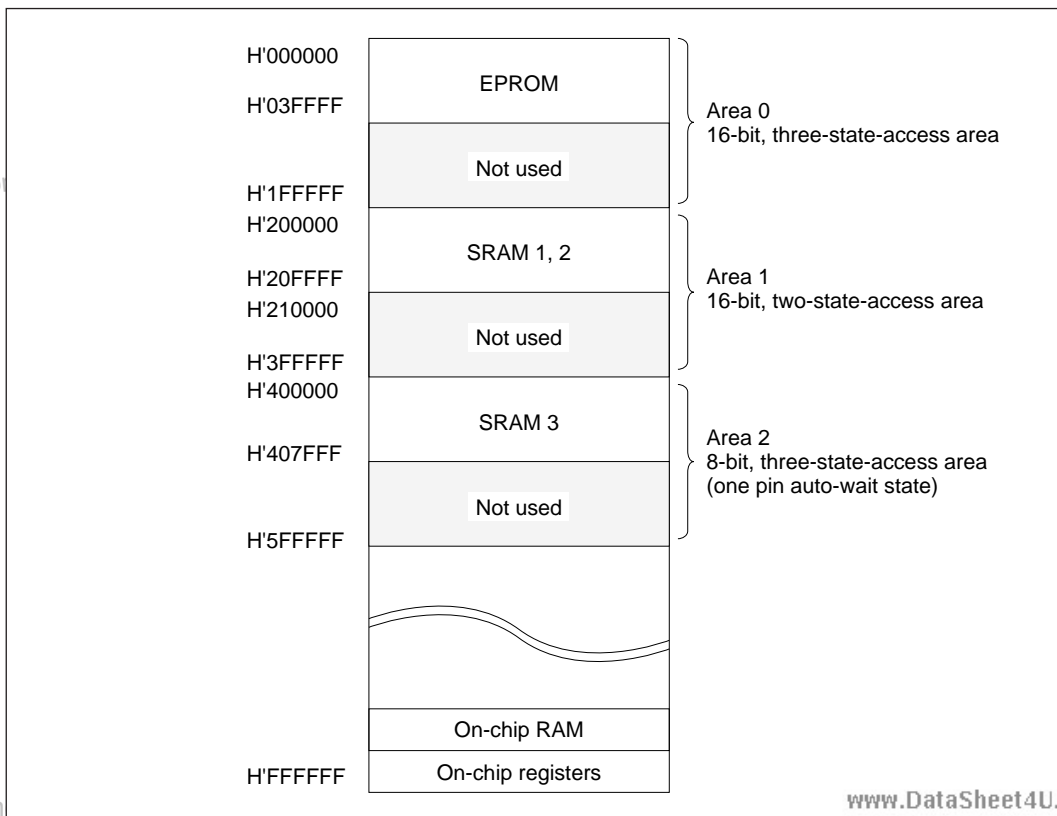 H'000000
EPROM
H'03FFFF
Area 0
16-bit, three-state-access area
Not used
H'1FFFFF
H'200000
SRAM 1, 2
H'20FFFF
Area 1
16-bit, two-state-access area
H'210000
Not used
H'3FFFFF
H'400000
SRAM 3
H'407FFF
Area 2
8-bit, three-state-access area
(one pin auto-wait state)
Not used
H'5FFFFF
On-chip RAM
H'FFFFFF
On-chip registers
www.DataSheet4U.